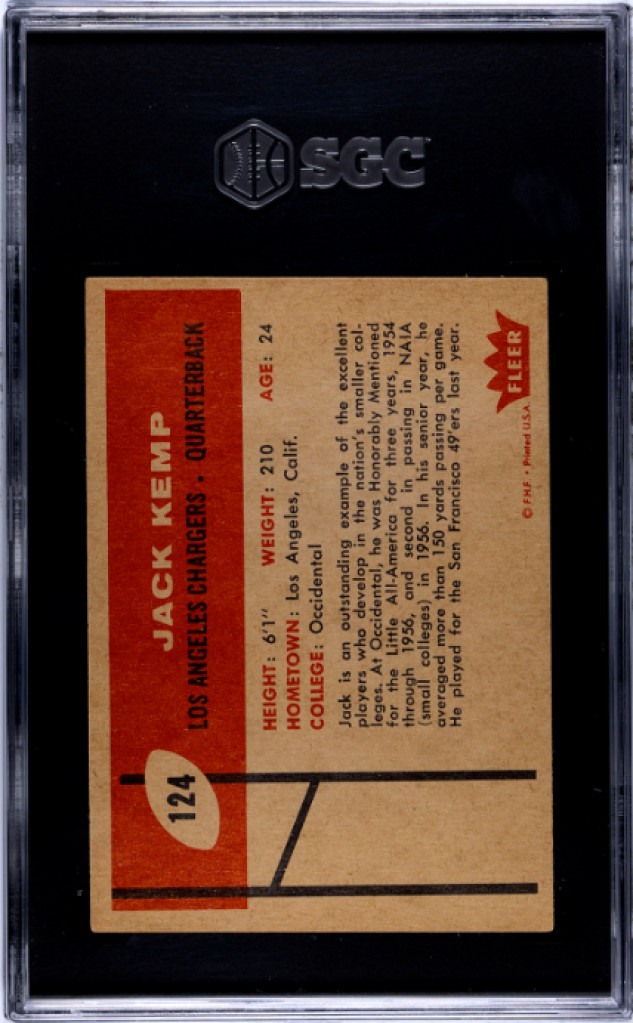 SGC
124
JACK KEMP
LOS ANGELES CHARGERS • QUARTERBACK
HEIGHT: 6'1" WEIGHT: 210 AGE: 24
HOMETOWN: Los Angeles, Calif.
COLLEGE: Occidental
Jack is an outstanding example of the excellent
players who develop in the nation's smaller col-
leges. At Occidental, he was Honorably Mentioned
for the Little All-America for three years, 1954
through 1956, and second in passing in NAIA
(small colleges) in 1956. In his senior year, he
averaged more than 150 yards passing per game.
He played for the San Francisco 49'ers last year.
© F.H.F. • Printed U.S.A.
FLEER